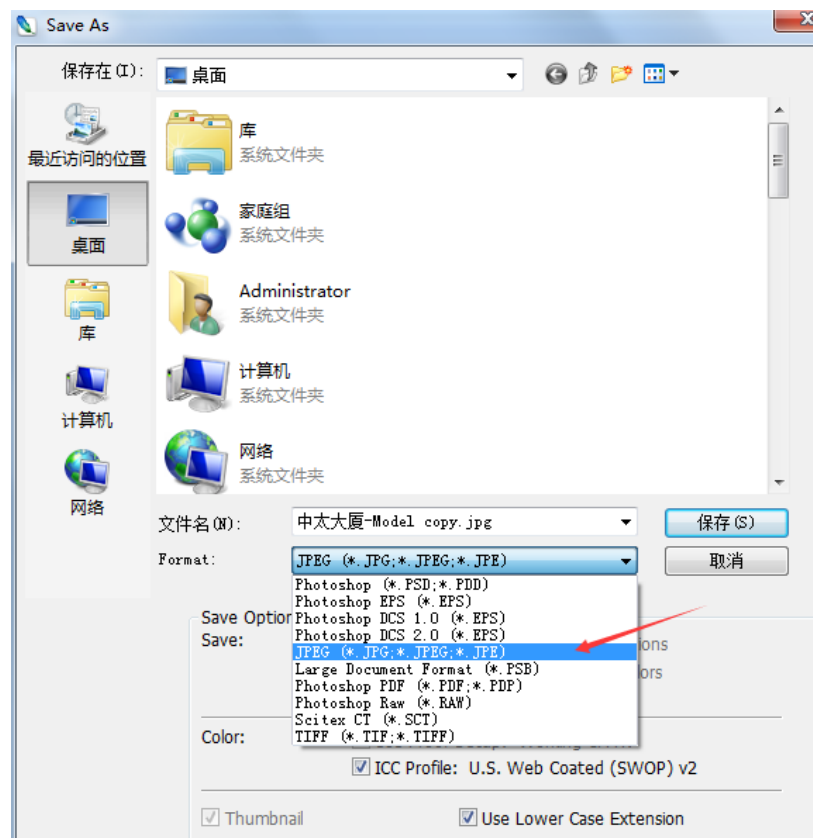 Save As
保存在(I):
桌面
最近访问的位置
桌面
库
计算机
网络
库
系统文件夹
家庭组
系统文件夹
Administrator
系统文件夹
计算机
系统文件夹
网络
系统文件夹
文件名(N):
中太大厦-Model copy.jpg
保存(S)
Format:
JPEG (*.JPG;*.JPEG;*.JPE)
取消
Photoshop (*.PSD;*.PDD)
Photoshop EPS (*.EPS)
Photoshop DCS 1.0 (*.EPS)
Photoshop DCS 2.0 (*.EPS)
JPEG (*.JPG;*.JPEG;*.JPE)
Large Document Format (*.PSB)
Photoshop PDF (*.PDF;*.PDP)
Photoshop Raw (*.RAW)
Scitex CT (*.SCT)
TIFF (*.TIF;*.TIFF)
Save Option
Save:
ions
ors
Color:
ICC Profile: U.S. Web Coated (SWOP) v2
Thumbnail
Use Lower Case Extension